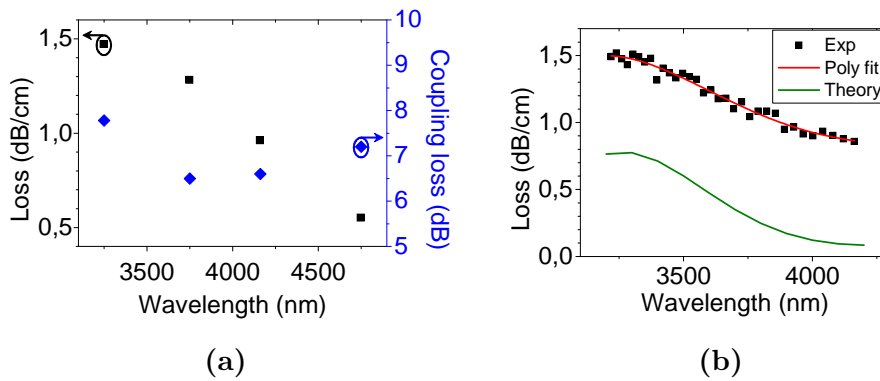 Loss (dB/cm)
1,5
1,0
0,5
10
9
8
7
6
5
Coupling loss (dB)
3500 4000 4500
Wavelength (nm)
(a)
Loss (dB/cm)
2,0
1,5
1,0
0,5
0,0
Exp
Poly fit
Theory
3500 4000
Wavelength (nm)
(b)